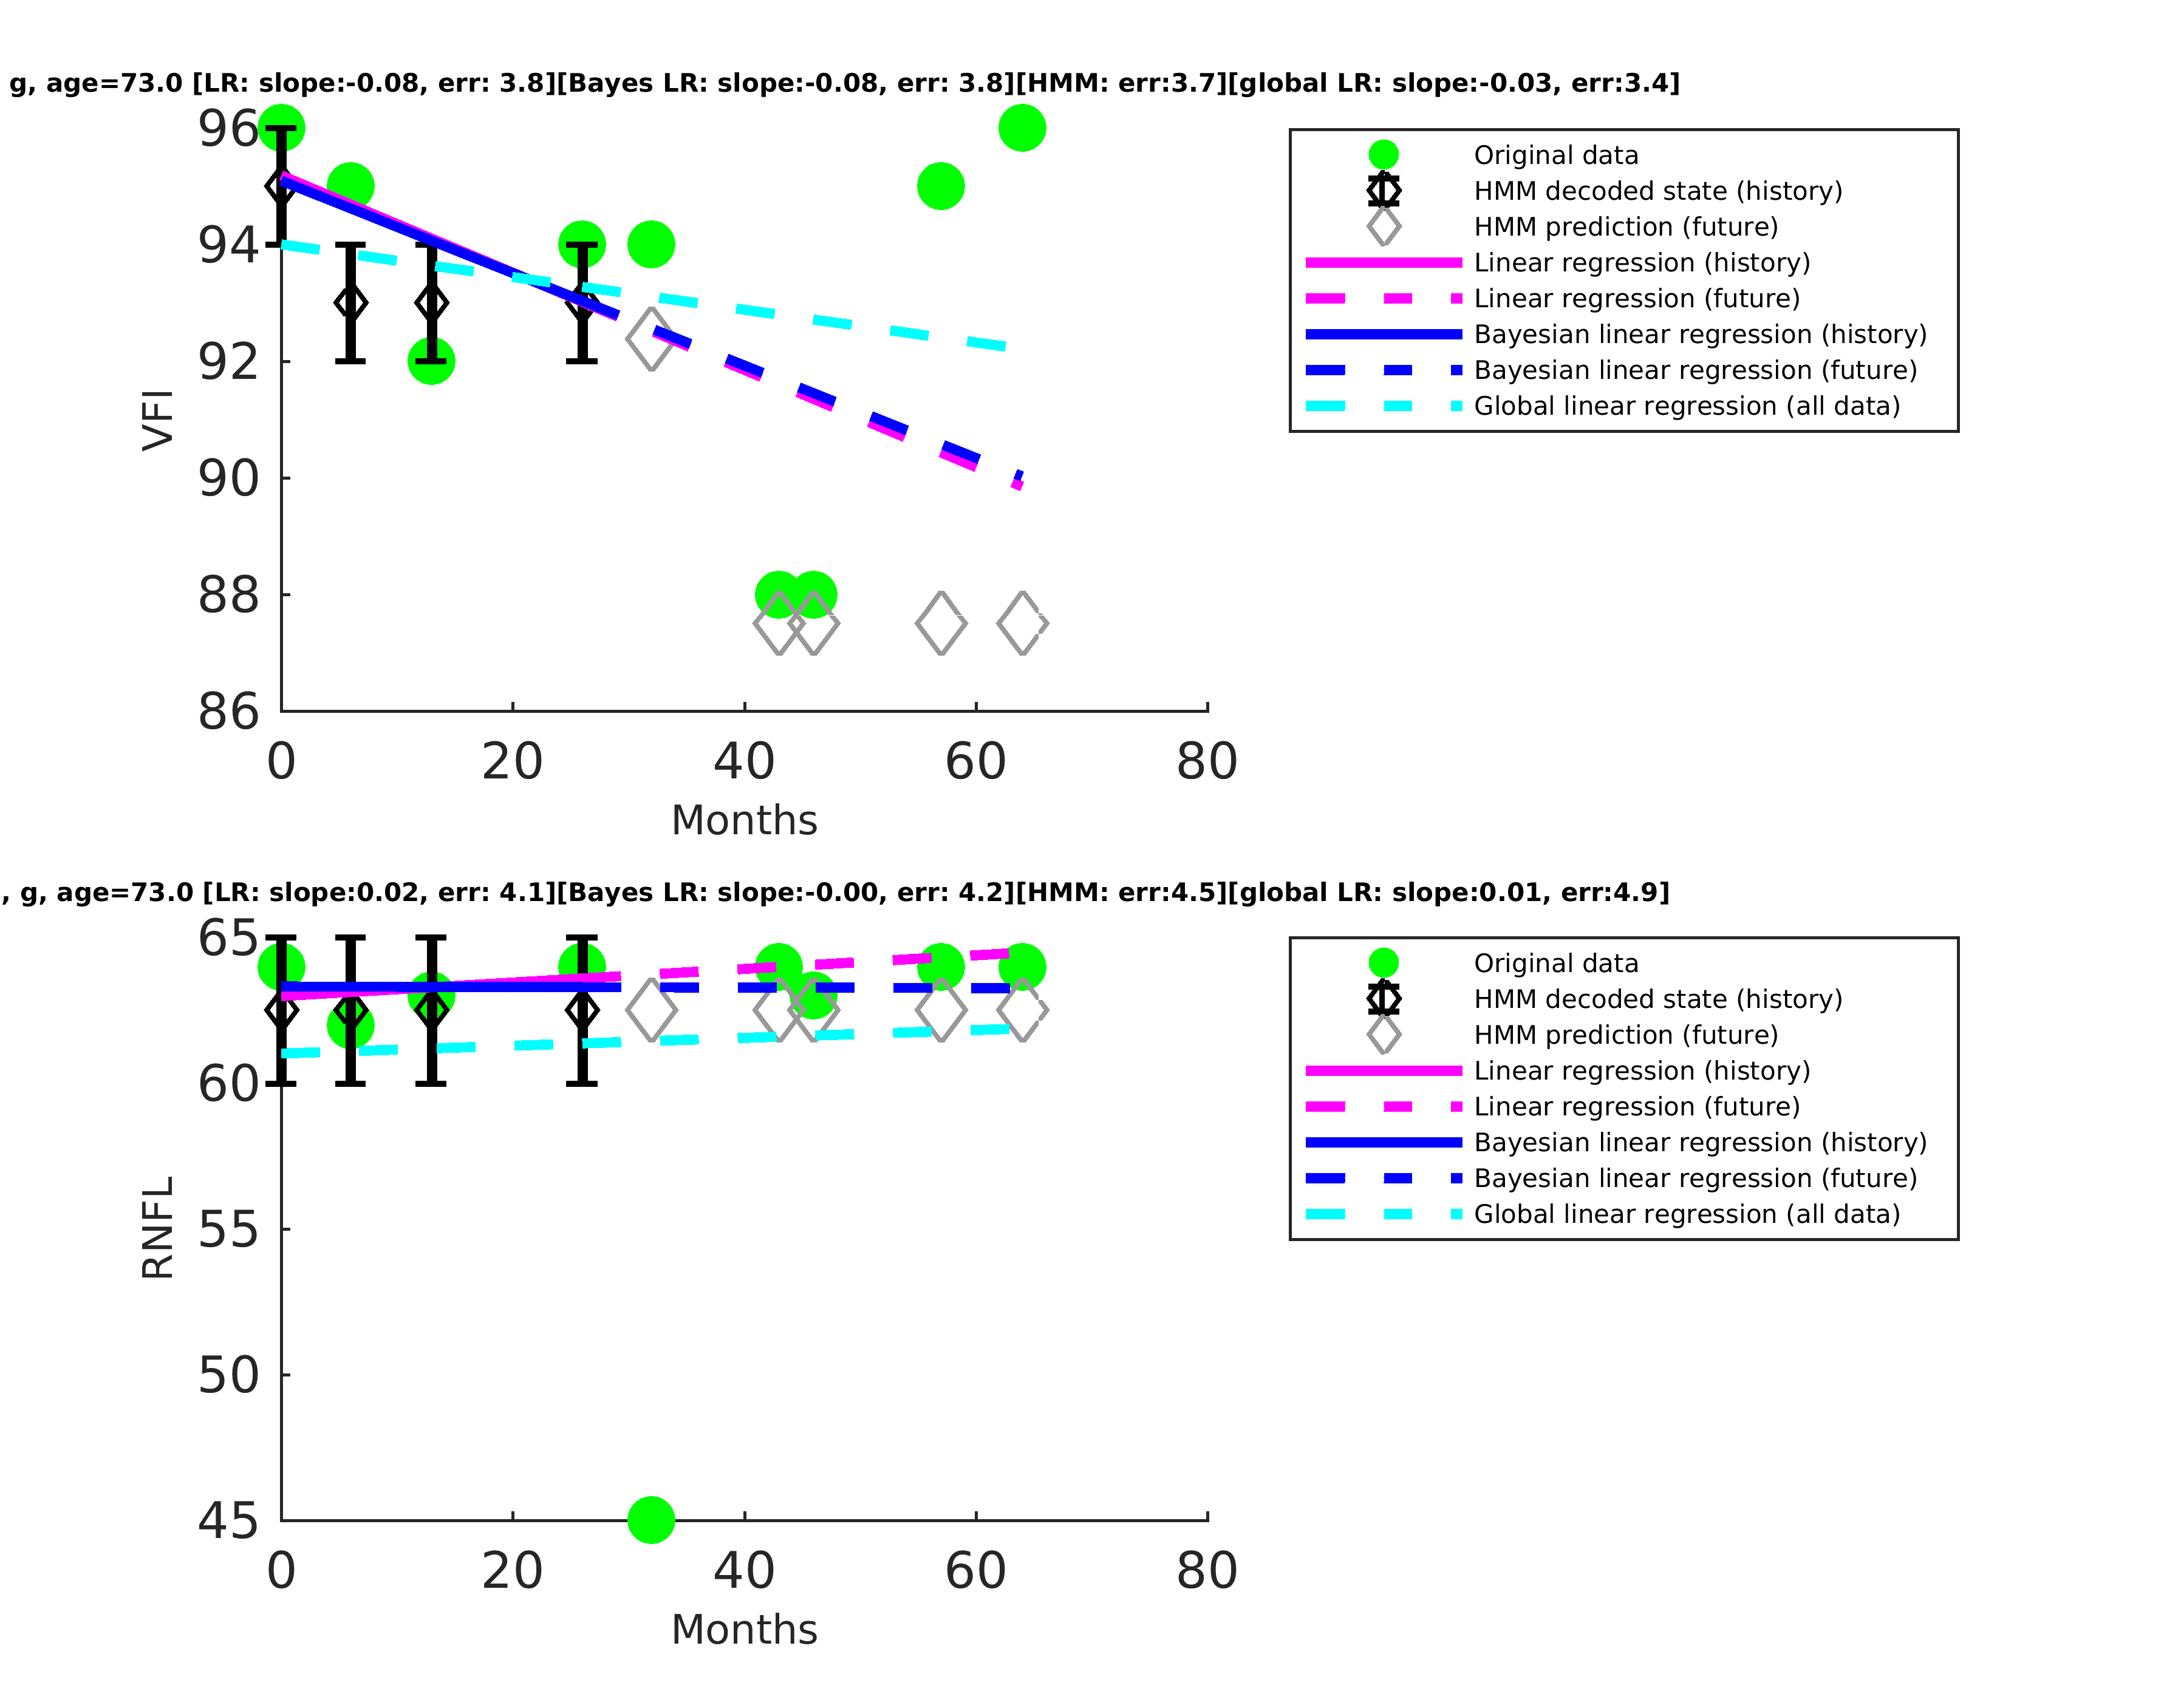 g, age=73.0 [LR: slope:-0.08, err: 3.8][Bayes LR: slope:-0.08, err: 3.8][HMM: err:3.7][global LR: slope:-0.03, err:3.4]
96
94
92
90
88
86
VFI
0 20 40 60 80
Months
Original data
HMM decoded state (history)
HMM prediction (future)
Linear regression (history)
Linear regression (future)
Bayesian linear regression (history)
Bayesian linear regression (future)
Global linear regression (all data)
, g, age=73.0 [LR: slope:0.02, err: 4.1][Bayes LR: slope:-0.00, err: 4.2][HMM: err:4.5][global LR: slope:0.01, err:4.9]
65
60
55
50
45
RNFL
0 20 40 60 80
Months
Original data
HMM decoded state (history)
HMM prediction (future)
Linear regression (history)
Linear regression (future)
Bayesian linear regression (history)
Bayesian linear regression (future)
Global linear regression (all data)